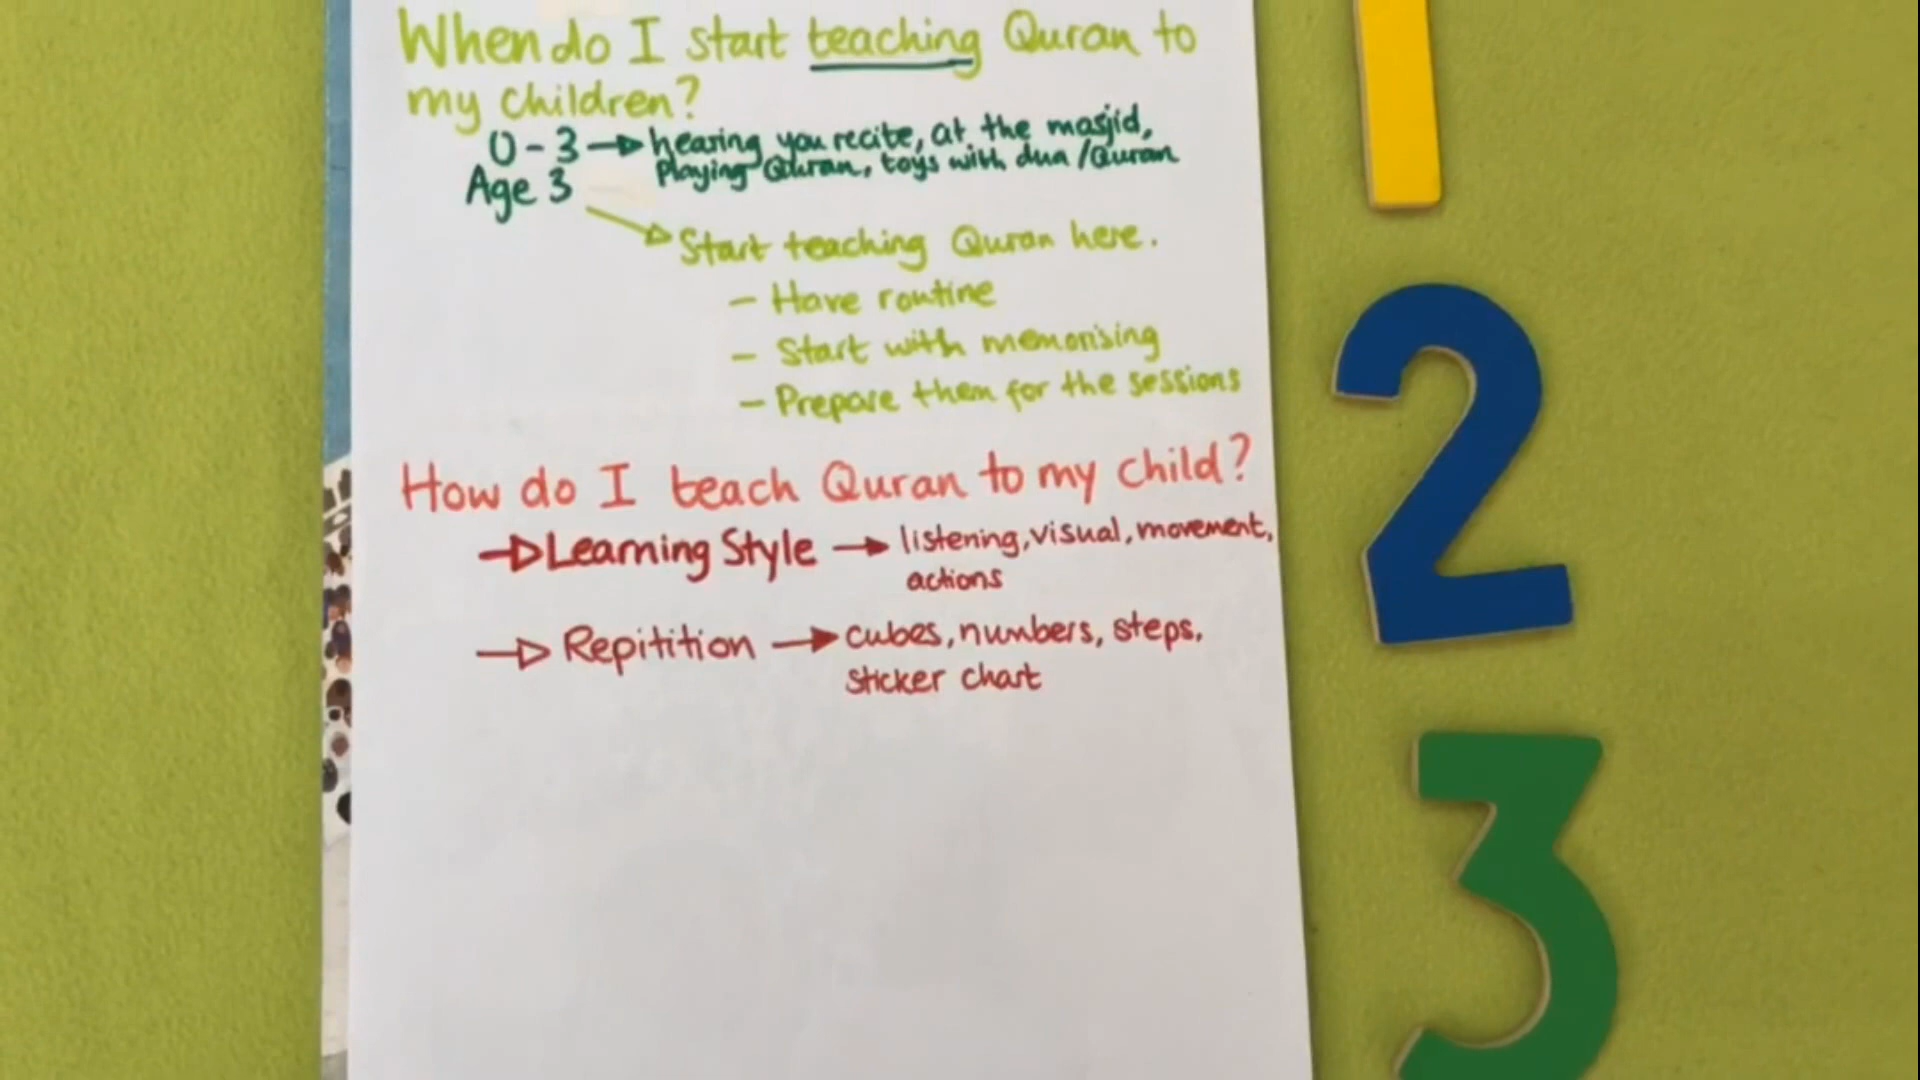 When do I start teaching Quran to
my children?
0-3 → hearing you recite, at the masjid,
Playing Quran, toys with dua / Quran
Age 3
Start teaching Quran here.
- Have routine
- Start with memorising
- Prepare them for the sessions
How do I teach Quran to my child?
→ Learning Style → listening, visual, movement,
actions
→ Repitition → cubes, numbers, steps,
sticker chart
1
2
3